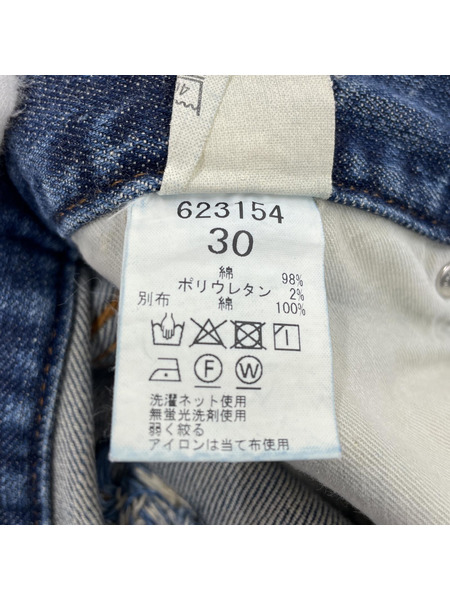 40
623154
30
綿 98%
ポリウレタン 2%
別布 綿 100%
F W
洗濯ネット使用
無蛍光洗剤使用
弱く絞る
アイロンは当て布使用